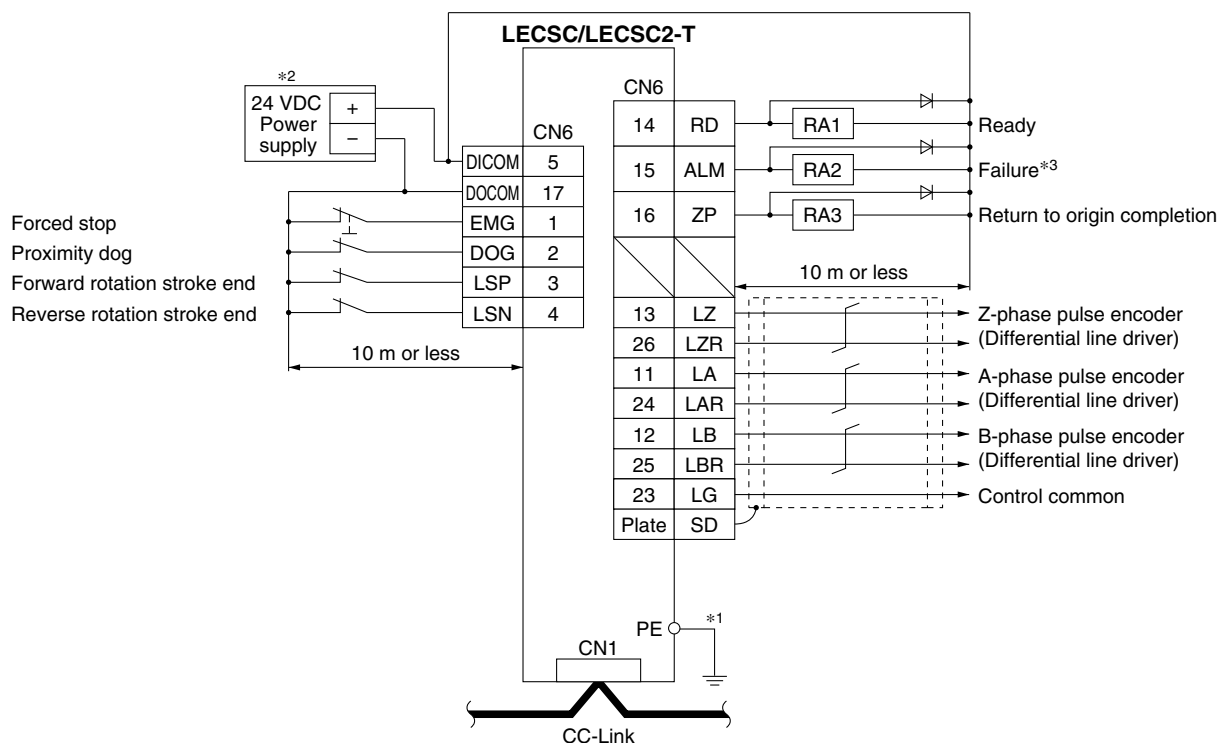 LECSC/LECSC2-T
*2
24 VDC
Power
supply
+
−
CN6
DICOM 5
DOCOM 17
EMG 1
DOG 2
LSP 3
LSN 4
Forced stop
Proximity dog
Forward rotation stroke end
Reverse rotation stroke end
10 m or less
CN6
14 RD RA1 Ready
15 ALM RA2 Failure*3
16 ZP RA3 Return to origin completion
10 m or less
13 LZ
26 LZR
11 LA
24 LAR
12 LB
25 LBR
23 LG
Plate SD
Z-phase pulse encoder
(Differential line driver)
A-phase pulse encoder
(Differential line driver)
B-phase pulse encoder
(Differential line driver)
Control common
PE
*1
CN1
CC-Link